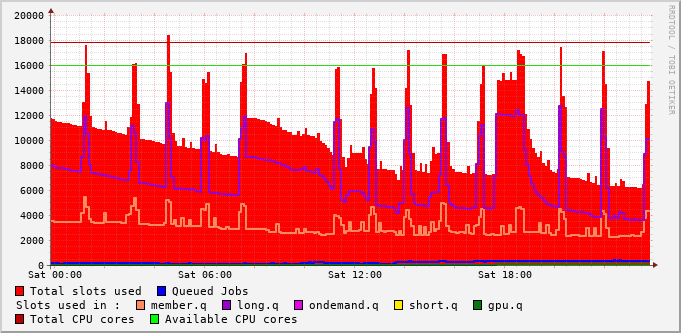 20000
18000
16000
14000
12000
10000
8000
6000
4000
2000
0
Sat 00:00 Sat 06:00 Sat 12:00 Sat 18:00
RRDTOOL / TOBI OETIKER
Total slots used Queued Jobs
Slots used in : member.q long.q ondemand.q short.q gpu.q
Total CPU cores Available CPU cores